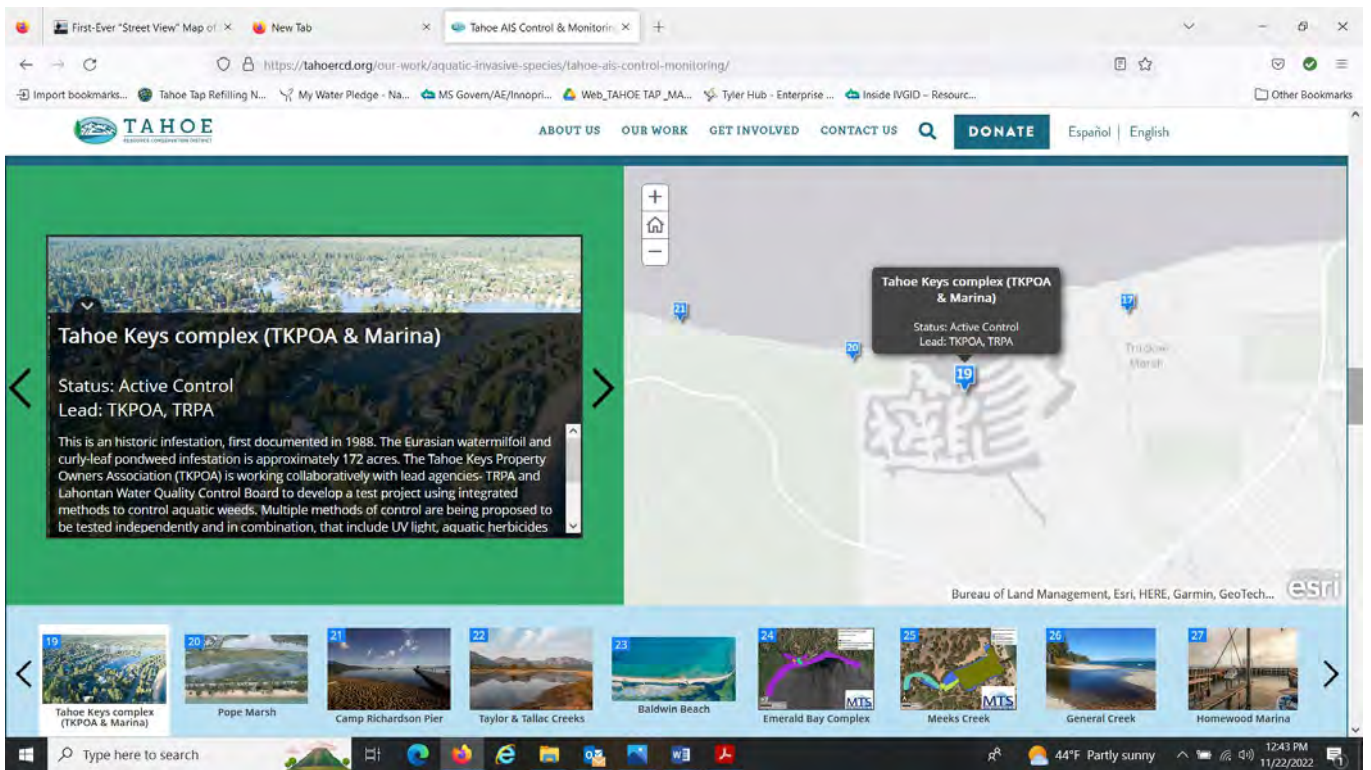 First-Ever "Street View" Map of
New Tab
Tahoe AIS Control & Monitorin
https://tahoercd.org/our-work/aquatic-invasive-species/tahoe-ais-control-monitoring/
Import bookmarks...
Tahoe Tap Refilling N...
My Water Pledge - Na...
MS Govern/AE/Innopri...
Web_TAHOE TAP _MA...
Tyler Hub - Enterprise ...
Inside IVGID – Resourc...
Other Bookmarks
TAHOE
RESOURCE CONSERVATION DISTRICT
ABOUT US
OUR WORK
GET INVOLVED
CONTACT US
DONATE
Español | English
Tahoe Keys complex (TKPOA & Marina)
Status: Active Control
Lead: TKPOA, TRPA
This is an historic infestation, first documented in 1988. The Eurasian watermilfoil and
curly-leaf pondweed infestation is approximately 172 acres. The Tahoe Keys Property
Owners Association (TKPOA) is working collaboratively with lead agencies- TRPA and
Lahontan Water Quality Control Board to develop a test project using integrated
methods to control aquatic weeds. Multiple methods of control are being proposed to
be tested independently and in combination, that include UV light, aquatic herbicides
+
−
Tahoe Keys complex (TKPOA
& Marina)
Status: Active Control
Lead: TKPOA, TRPA
21
20
19
17
Truckee
Marsh
Bureau of Land Management, Esri, HERE, Garmin, GeoTech...
esri
19
Tahoe Keys complex
(TKPOA & Marina)
20
Pope Marsh
21
Camp Richardson Pier
22
Taylor & Tallac Creeks
23
Baldwin Beach
24
MTS
Emerald Bay Complex
25
MTS
Meeks Creek
26
General Creek
27
Homewood Marina
Type here to search
44°F Partly sunny
12:43 PM
11/22/2022